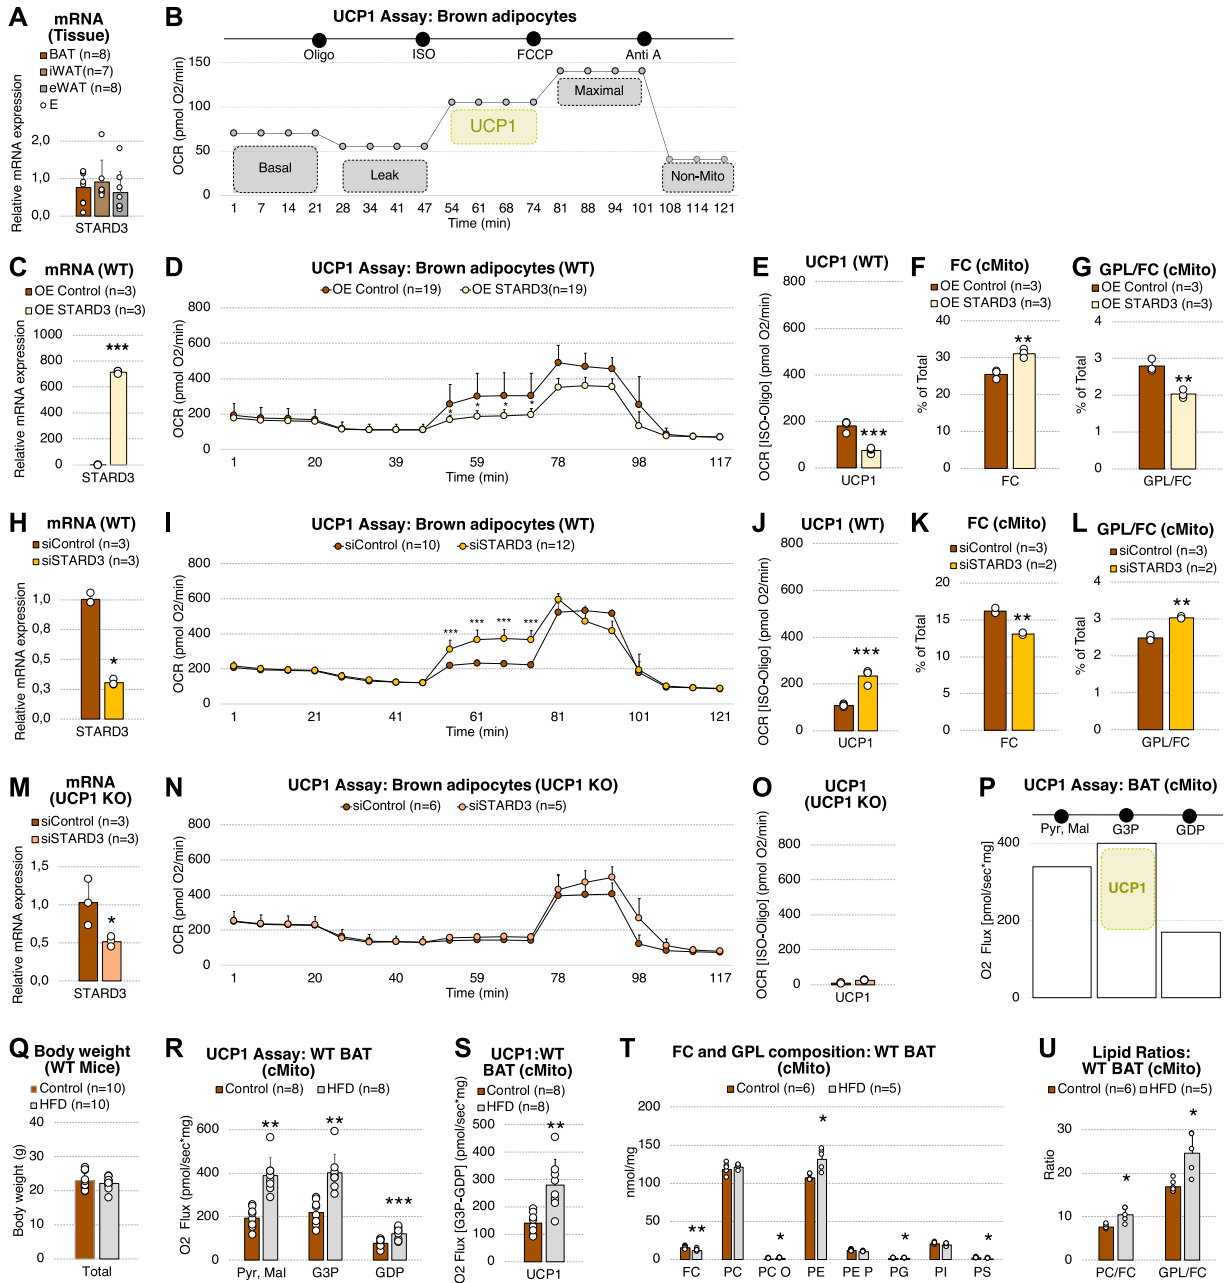 A
mRNA
(Tissue)
BAT (n=8)
iWAT(n=7)
eWAT (n=8)
E
Relative mRNA expression
2,0
1,0
0,0
STARD3
B
UCP1 Assay: Brown adipocytes
Oligo ISO FCCP Anti A
OCR (pmol O2/min)
150
100
50
0
Basal
Leak
UCP1
Maximal
Non-Mito
1 7 14 21 28 34 41 47 54 61 68 74 81 88 94 101 108 114 121
Time (min)
C
mRNA (WT)
OE Control (n=3)
OE STARD3 (n=3)
Relative mRNA expression
1000
800
600
400
200
0
***
STARD3
D
UCP1 Assay: Brown adipocytes (WT)
OE Control (n=19) OE STARD3(n=19)
OCR (pmol O2/min)
800
600
400
200
0
* * * *
1 20 39 59 78 98 117
Time (min)
E
UCP1 (WT)
OCR [ISO-Oligo] (pmol O2/min)
800
600
400
200
0
***
UCP1
F
FC (cMito)
OE Control (n=3)
OE STARD3 (n=3)
% of Total
40
30
20
10
0
**
FC
G
GPL/FC (cMito)
OE Control (n=3)
OE STARD3 (n=3)
% of Total
4
3
2
1
0
**
GPL/FC
H
mRNA (WT)
siControl (n=3)
siSTARD3 (n=3)
Relative mRNA expression
1,0
0,8
0,5
0,3
0,0
*
STARD3
I
UCP1 Assay: Brown adipocytes (WT)
siControl (n=10) siSTARD3 (n=12)
OCR (pmol O2/min)
800
600
400
200
0
*** *** *** ***
1 21 41 61 81 101 121
Time (min)
J
UCP1 (WT)
OCR [ISO-Oligo] (pmol O2/min)
800
600
400
200
0
***
UCP1
K
FC (cMito)
siControl (n=3)
siSTARD3 (n=2)
% of Total
20
15
10
5
0
**
FC
L
GPL/FC (cMito)
siControl (n=3)
siSTARD3 (n=2)
% of Total
4
3
2
1
0
**
GPL/FC
M
mRNA
(UCP1 KO)
siControl (n=3)
siSTARD3 (n=3)
Relative mRNA expression
1,5
1,0
0,5
0,0
*
STARD3
N
UCP1 Assay: Brown adipocytes (UCP1 KO)
siControl (n=6) siSTARD3 (n=5)
OCR (pmol O2/min)
800
600
400
200
0
1 20 40 59 78 98 117
Time (min)
O
UCP1
(UCP1 KO)
OCR [ISO-Oligo] (pmol O2/min)
800
600
400
200
0
UCP1
P
UCP1 Assay: BAT (cMito)
Pyr, Mal G3P GDP
O2 Flux [pmol/sec*mg]
400
200
0
UCP1
Q
Body weight
(WT Mice)
Control (n=10)
HFD (n=10)
Body weight (g)
40
30
20
10
0
Total
R
UCP1 Assay: WT BAT
(cMito)
Control (n=8) HFD (n=8)
O2 Flux (pmol/sec*mg)
600
400
200
0
** ** ***
Pyr, Mal G3P GDP
S
UCP1:WT
BAT (cMito)
Control (n=8)
HFD (n=8)
O2 Flux [G3P-GDP] (pmol/sec*mg)
500
400
300
200
100
0
**
UCP1
T
FC and GPL composition: WT BAT
(cMito)
Control (n=6) HFD (n=5)
nmol/mg
200
150
100
50
0
** * * * *
FC PC PC O PE PE P PG PI PS
U
Lipid Ratios:
WT BAT (cMito)
Control (n=6) HFD (n=5)
Ratio
30
20
10
0
* *
PC/FC GPL/FC